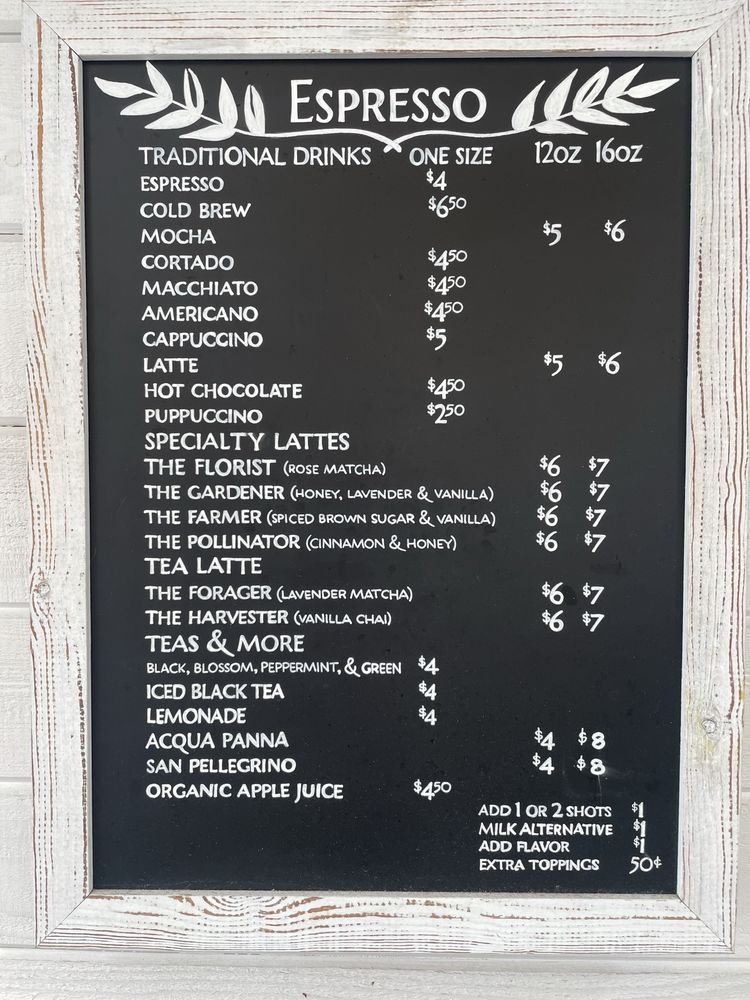 ESPRESSO
TRADITIONAL DRINKS ONE SIZE 12OZ 16OZ
ESPRESSO $4
COLD BREW $650
MOCHA $5 $6
CORTADO $450
MACCHIATO $450
AMERICANO $450
CAPPUCCINO $5
LATTE $5 $6
HOT CHOCOLATE $450
PUPPUCCINO $250
SPECIALTY LATTES
THE FLORIST (ROSE MATCHA) $6 $7
THE GARDENER (HONEY, LAVENDER & VANILLA) $6 $7
THE FARMER (SPICED BROWN SUGAR & VANILLA) $6 $7
THE POLLINATOR (CINNAMON & HONEY) $6 $7
TEA LATTE
THE FORAGER (LAVENDER MATCHA) $6 $7
THE HARVESTER (VANILLA CHAI) $6 $7
TEAS & MORE
BLACK, BLOSSOM, PEPPERMINT, & GREEN $4
ICED BLACK TEA $4
LEMONADE $4
ACQUA PANNA $4 $8
SAN PELLEGRINO $4 $8
ORGANIC APPLE JUICE $450
ADD 1 OR 2 SHOTS $1
MILK ALTERNATIVE $1
ADD FLAVOR $1
EXTRA TOPPINGS 50¢